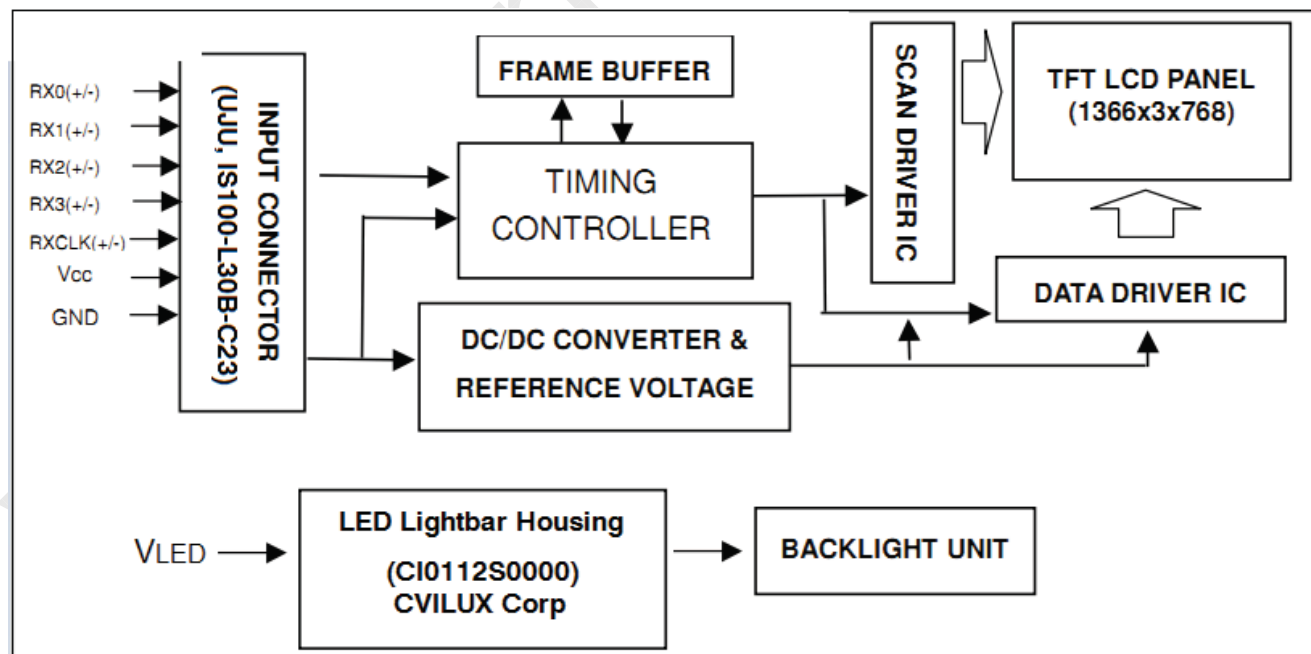 RX0(+/-)
RX1(+/-)
RX2(+/-)
RX3(+/-)
RXCLK(+/-)
Vcc
GND
INPUT CONNECTOR
(UJU, IS100-L30B-C23)
FRAME BUFFER
TIMING
CONTROLLER
DC/DC CONVERTER &
REFERENCE VOLTAGE
SCAN DRIVER IC
TFT LCD PANEL
(1366x3x768)
DATA DRIVER IC
VLED
LED Lightbar Housing
(CI0112S0000)
CVILUX Corp
BACKLIGHT UNIT